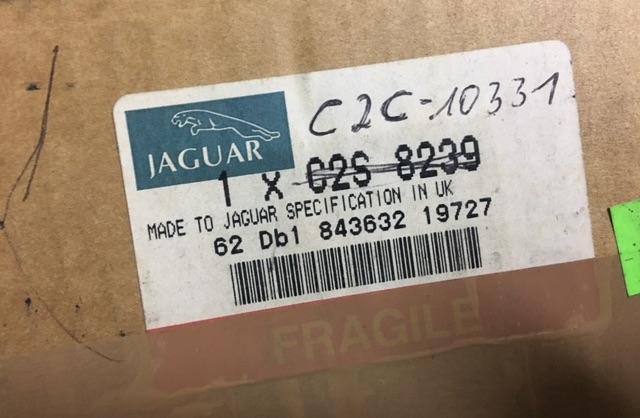 C2C-10331
JAGUAR
1 X C2S 8239
MADE TO JAGUAR SPECIFICATION IN UK
62 Db1 843632 19727
FRAGILE